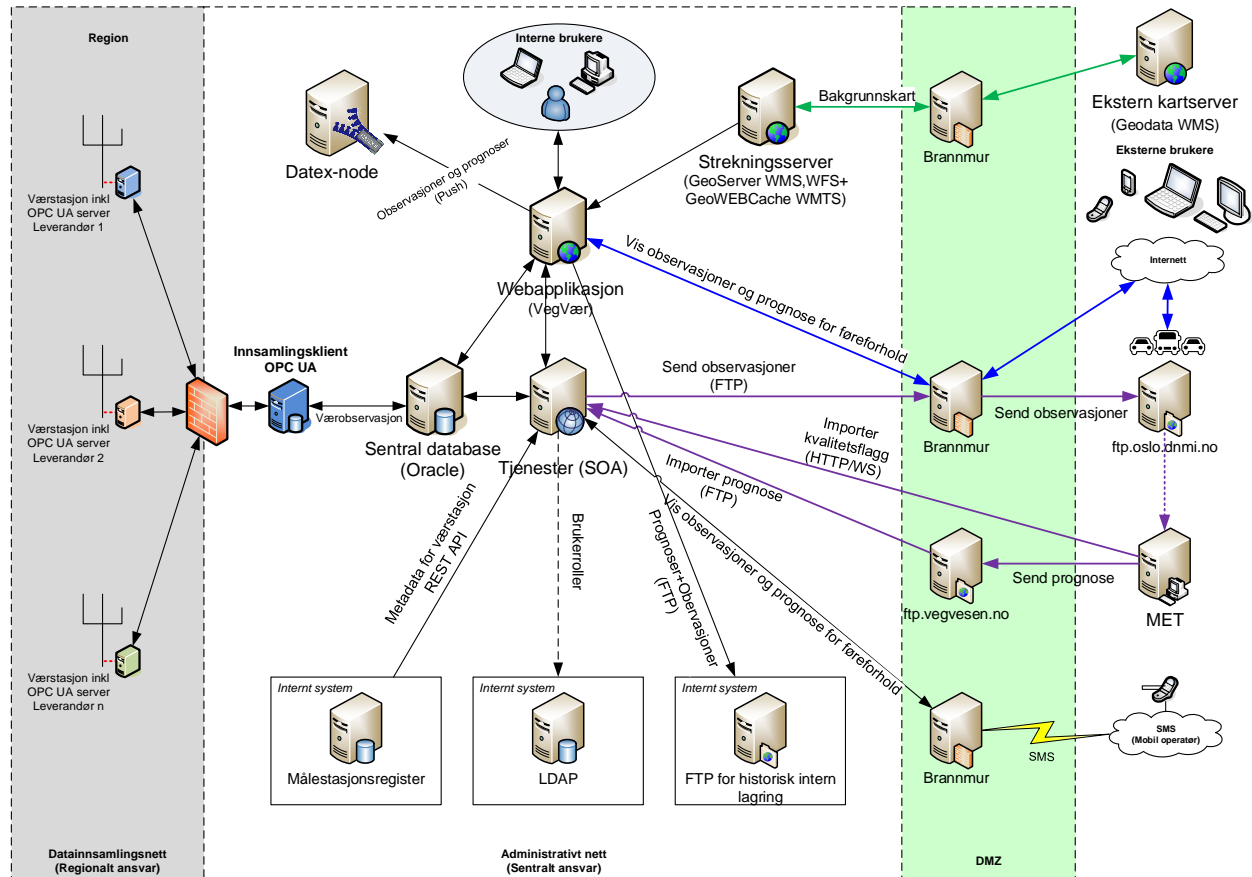 Region
Interne brukere
Datex-node
Observasjoner og prognoser
(Push)
Strekningsserver
(GeoServer WMS,WFS+
GeoWEBCache WMTS)
Bakgrunnskart
Brannmur
Ekstern kartserver
(Geodata WMS)
Eksterne brukere
Internett
Værstasjon inkl
OPC UA server
Leverandør 1
Webapplikasjon
(VegVær)
Vis observasjoner og prognose for føreforhold
Innsamlingsklient
OPC UA
Værobservasjon
Værstasjon inkl
OPC UA server
Leverandør 2
Sentral database
(Oracle)
Tjenester (SOA)
Send observasjoner
(FTP)
Brannmur
Send observasjoner
ftp.oslo.dnmi.no
Importer
kvalitetsflagg
(HTTP/WS)
Importer prognose
(FTP)
Vis observasjoner og prognose for føreforhold
Metadata for værstasjon
REST API
Brukerroller
Prognoser+Obervasjoner
(FTP)
Send prognose
ftp.vegvesen.no
MET
Værstasjon inkl
OPC UA server
Leverandør n
Internt system
Målestasjonsregister
Internt system
LDAP
Internt system
FTP for historisk intern
lagring
Brannmur
SMS
SMS
(Mobil operatør)
Datainnsamlingsnett
(Regionalt ansvar)
Administrativt nett
(Sentralt ansvar)
DMZ